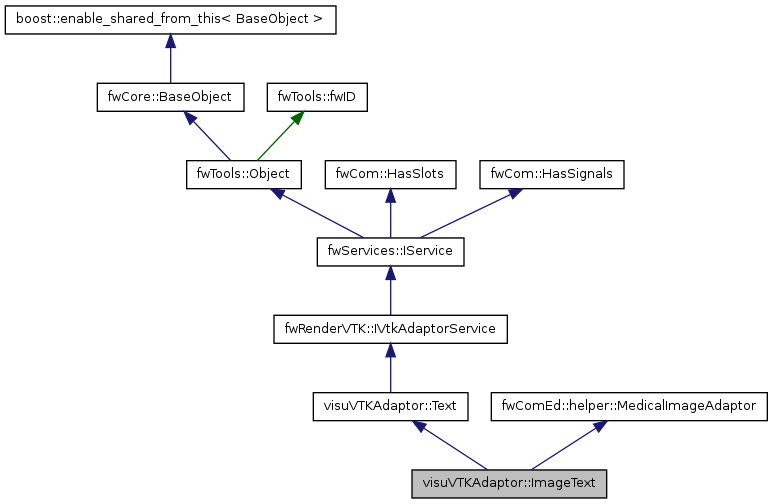 boost::enable_shared_from_this< BaseObject >
fwCore::BaseObject
fwTools::fwID
fwTools::Object
fwCom::HasSlots
fwCom::HasSignals
fwServices::IService
fwRenderVTK::IVtkAdaptorService
visuVTKAdaptor::Text
fwComEd::helper::MedicalImageAdaptor
visuVTKAdaptor::ImageText